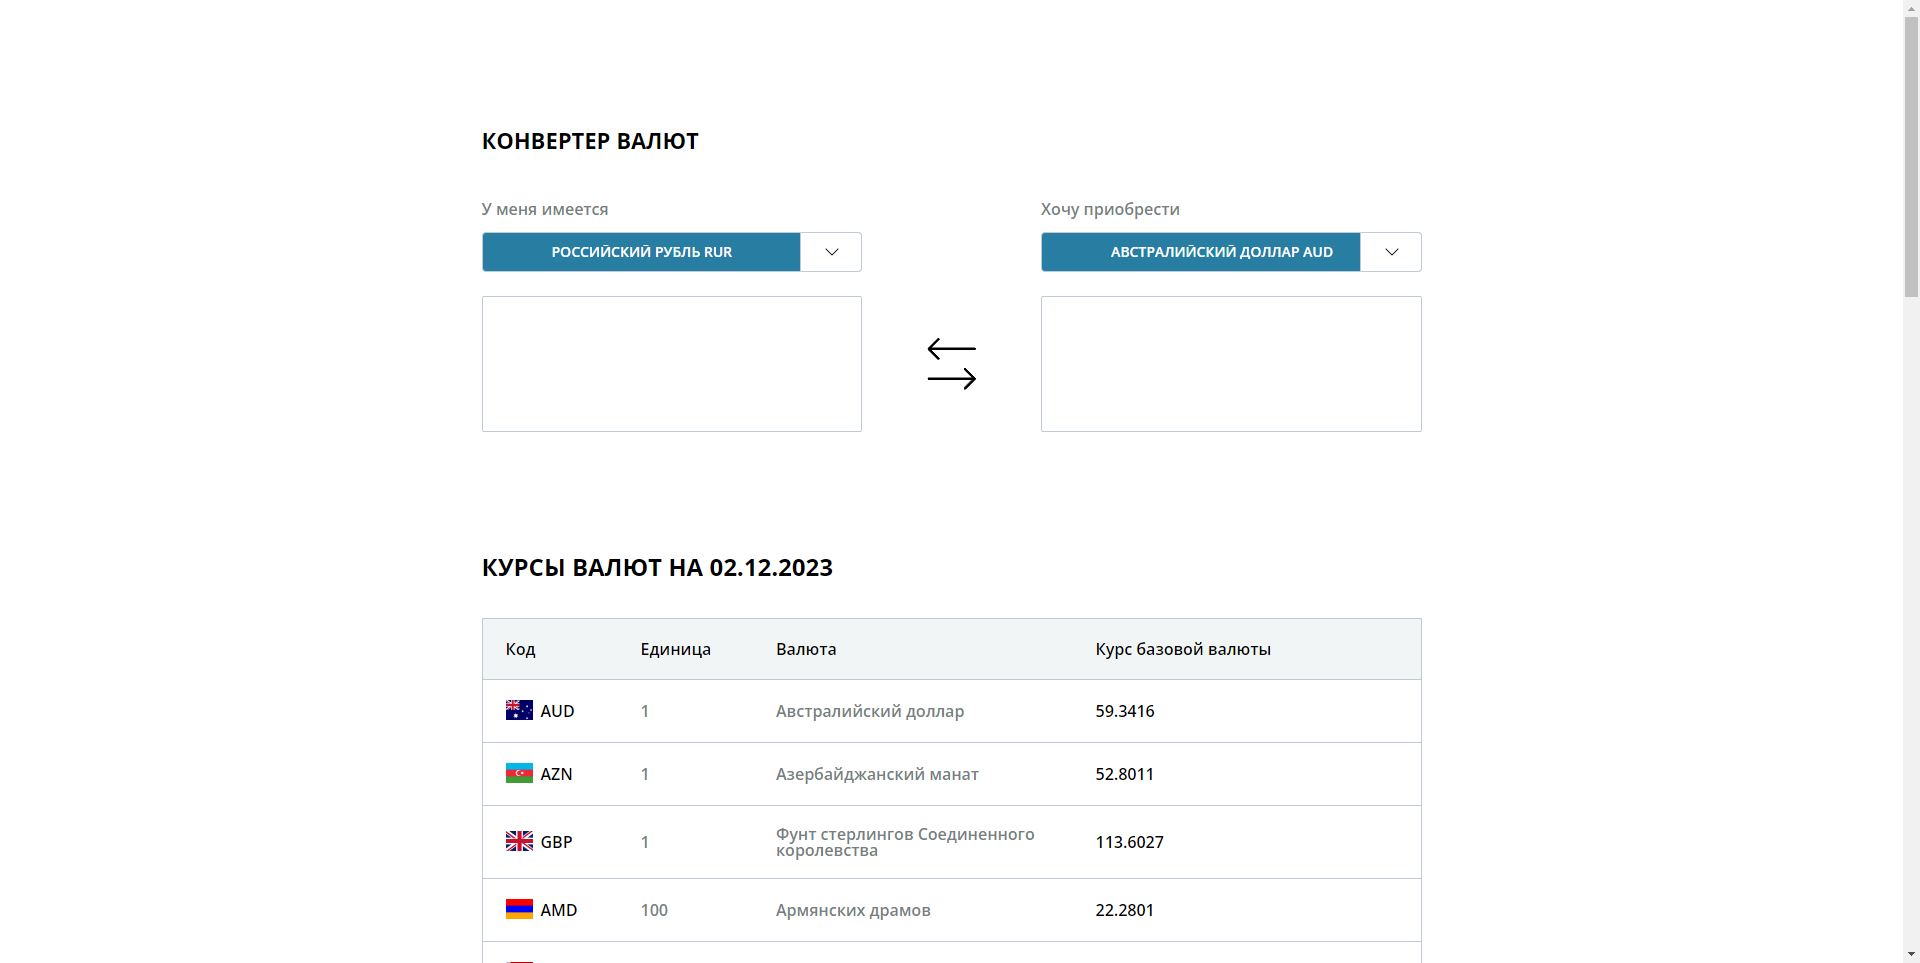 КОНВЕРТЕР ВАЛЮТ
У меня имеется
Хочу приобрести
РОССИЙСКИЙ РУБЛЬ RUR
АВСТРАЛИЙСКИЙ ДОЛЛАР AUD
КУРСЫ ВАЛЮТ НА 02.12.2023
Код Единица Валюта Курс базовой валюты
AUD 1 Австралийский доллар 59.3416
AZN 1 Азербайджанский манат 52.8011
GBP 1 Фунт стерлингов Соединенного
королевства 113.6027
AMD 100 Армянских драмов 22.2801